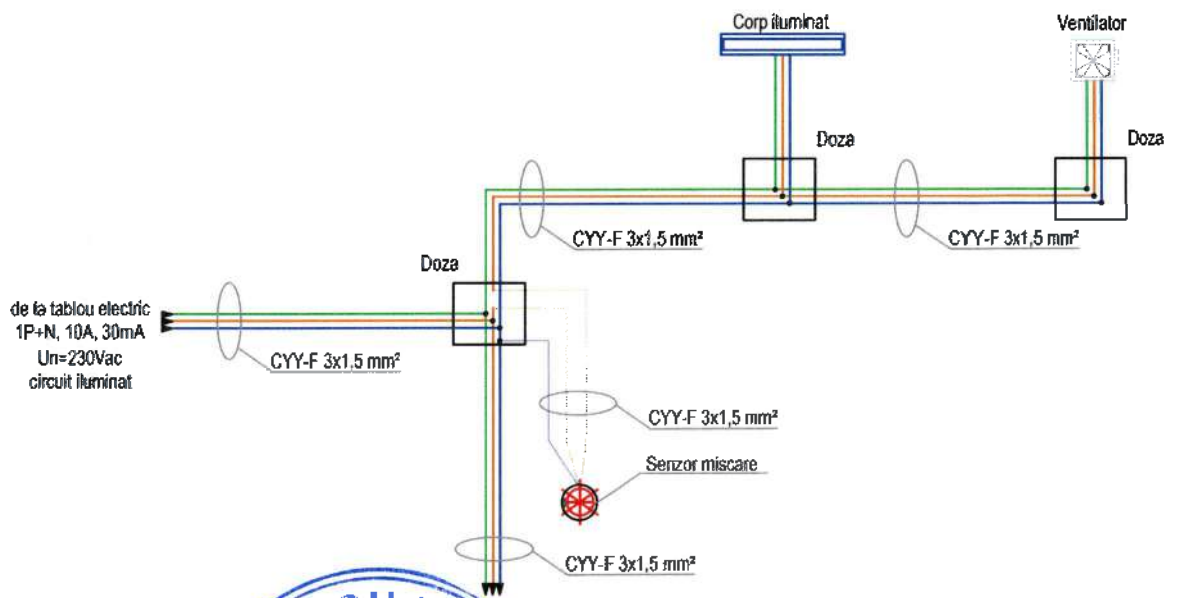 Corp iluminat
Ventilator
Doza
Doza
CYY-F 3x1,5 mm²
CYY-F 3x1,5 mm²
Doza
de la tablou electric
1P+N, 10A, 30mA
Un=230Vac
circuit iluminat
CYY-F 3x1,5 mm²
CYY-F 3x1,5 mm²
Senzor miscare
CYY-F 3x1,5 mm²